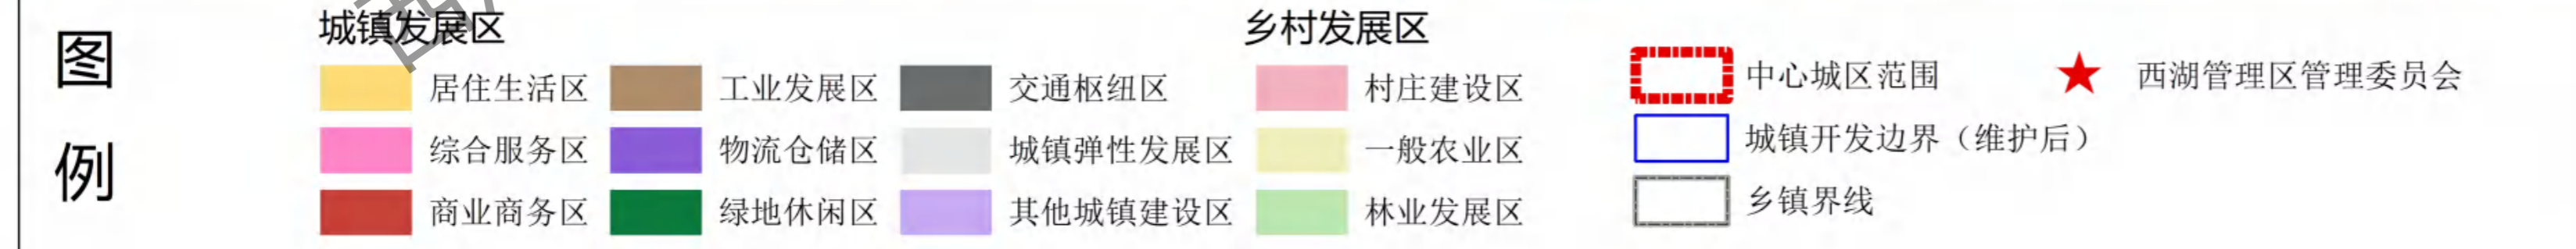 图例
城镇发展区
居住生活区 工业发展区 交通枢纽区
综合服务区 物流仓储区 城镇弹性发展区
商业商务区 绿地休闲区 其他城镇建设区
乡村发展区
村庄建设区
一般农业区
林业发展区
中心城区范围 西湖管理区管理委员会
城镇开发边界（维护后）
乡镇界线